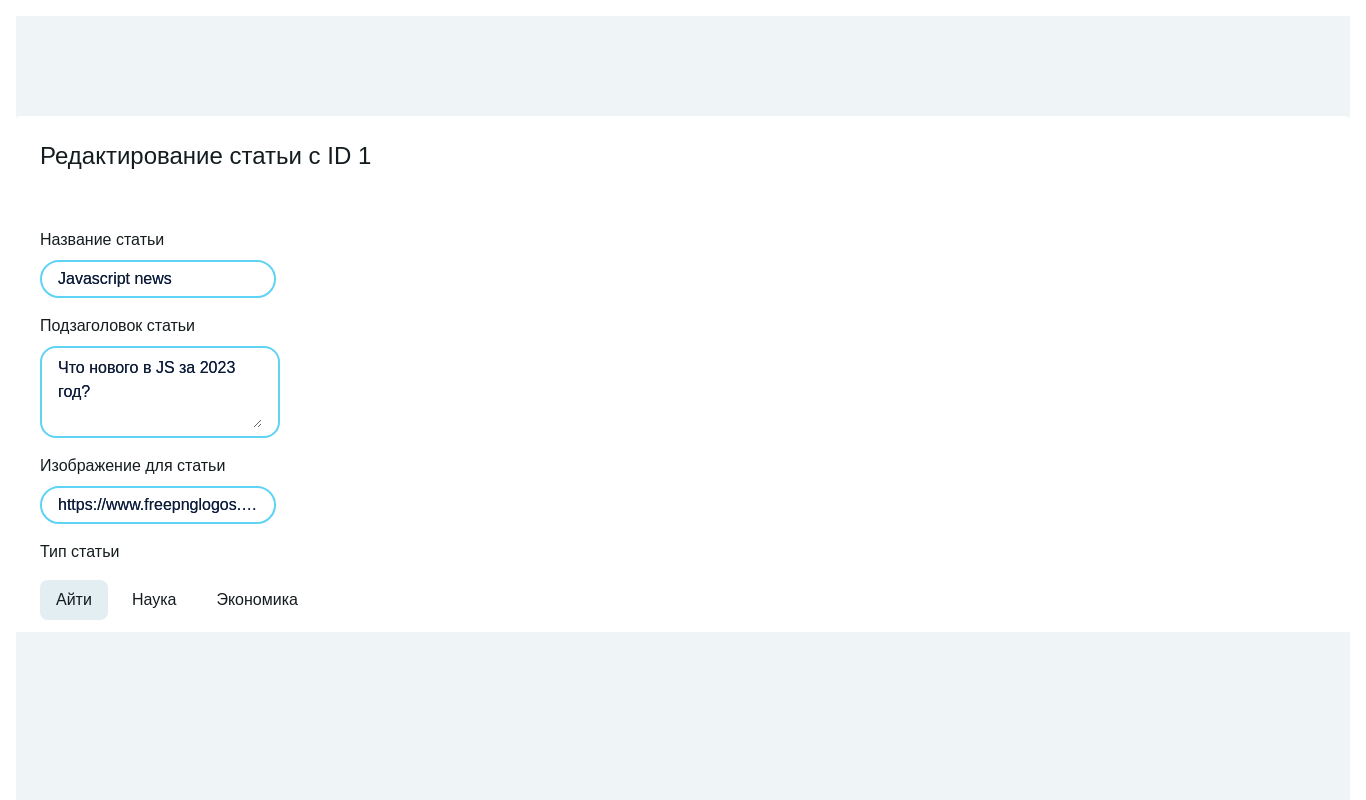 Редактирование статьи с ID 1
Название статьи
Javascript news
Подзаголовок статьи
Что нового в JS за 2023
год?
Изображение для статьи
https://www.freepnglogos.…
Тип статьи
Айти Наука Экономика